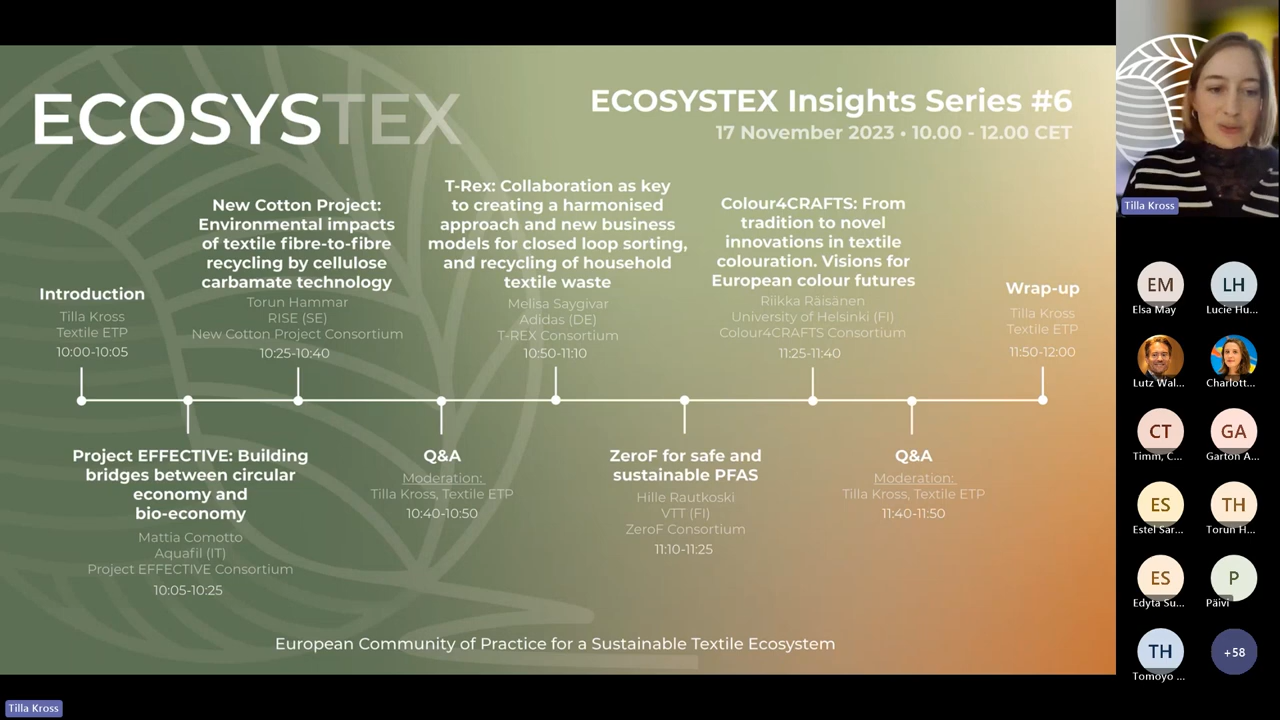 ECOSYSTEX
ECOSYSTEX Insights Series #6
17 November 2023 • 10.00 - 12.00 CET
Introduction
Tilla Kross
Textile ETP
10:00-10:05
New Cotton Project:
Environmental impacts
of textile fibre-to-fibre
recycling by cellulose
carbamate technology
Torun Hammar
RISE (SE)
New Cotton Project Consortium
10:25-10:40
T-Rex: Collaboration as key
to creating a harmonised
approach and new business
models for closed loop sorting,
and recycling of household
textile waste
Melisa Saygivar
Adidas (DE)
T-REX Consortium
10:50-11:10
Colour4CRAFTS: From
tradition to novel
innovations in textile
colouration. Visions for
European colour futures
Riikka Räisänen
University of Helsinki (FI)
Colour4CRAFTS Consortium
11:25-11:40
Wrap-up
Tilla Kross
Textile ETP
11:50-12:00
Project EFFECTIVE: Building
bridges between circular
economy and
bio-economy
Mattia Comotto
Aquafil (IT)
Project EFFECTIVE Consortium
10:05-10:25
Q&A
Moderation:
Tilla Kross, Textile ETP
10:40-10:50
ZeroF for safe and
sustainable PFAS
Hille Rautkoski
VTT (FI)
ZeroF Consortium
11:10-11:25
Q&A
Moderation:
Tilla Kross, Textile ETP
11:40-11:50
European Community of Practice for a Sustainable Textile Ecosystem
Tilla Kross
EM
Elsa May
LH
Lucie Hu...
Lutz Wal...
Charlott...
CT
Timm, C...
GA
Garton A...
ES
Estel Sar...
TH
Torun H...
ES
Edyta Su...
P
Päivi
TH
Tomoyo ...
+58
Tilla Kross